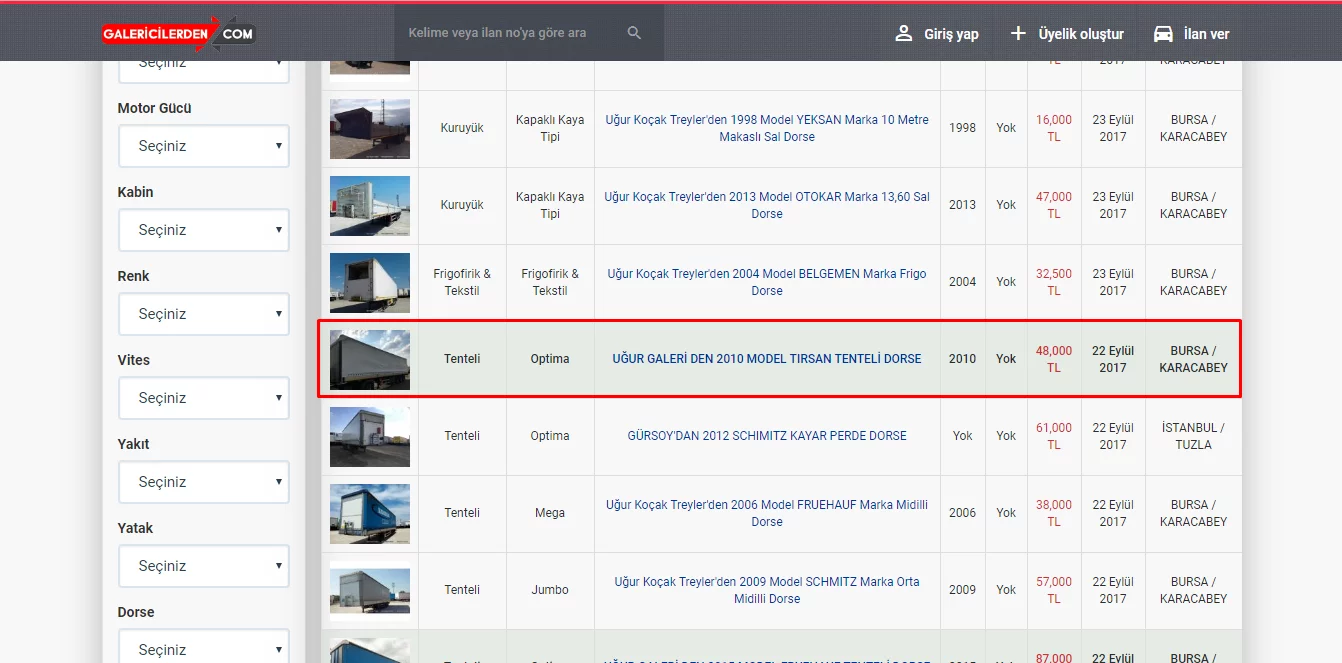 GALERICILERDEN COM
Kelime veya ilan no'ya göre ara
Giriş yap
Üyelik oluştur
İlan ver
Seçiniz
Motor Gücü
Seçiniz
Kabin
Seçiniz
Renk
Seçiniz
Vites
Seçiniz
Yakıt
Seçiniz
Yatak
Seçiniz
Dorse
Seçiniz
TL
2017
KARACABEY
Kuruyük
Kapaklı Kaya
Tipi
Uğur Koçak Treyler'den 1998 Model YEKSAN Marka 10 Metre
Makaslı Sal Dorse
1998
Yok
16,000
TL
23 Eylül
2017
BURSA /
KARACABEY
Kuruyük
Kapaklı Kaya
Tipi
Uğur Koçak Treyler'den 2013 Model OTOKAR Marka 13,60 Sal
Dorse
2013
Yok
47,000
TL
23 Eylül
2017
BURSA /
KARACABEY
Frigofirik &
Tekstil
Frigofirik &
Tekstil
Uğur Koçak Treyler'den 2004 Model BELGEMEN Marka Frigo
Dorse
2004
Yok
32,500
TL
23 Eylül
2017
BURSA /
KARACABEY
Tenteli
Optima
UĞUR GALERİ DEN 2010 MODEL TIRSAN TENTELİ DORSE
2010
Yok
48,000
TL
22 Eylül
2017
BURSA /
KARACABEY
Tenteli
Optima
GÜRSOY'DAN 2012 SCHIMITZ KAYAR PERDE DORSE
Yok
Yok
61,000
TL
22 Eylül
2017
İSTANBUL /
TUZLA
Tenteli
Mega
Uğur Koçak Treyler'den 2006 Model FRUEHAUF Marka Midilli
Dorse
2006
Yok
38,000
TL
22 Eylül
2017
BURSA /
KARACABEY
Tenteli
Jumbo
Uğur Koçak Treyler'den 2009 Model SCHMITZ Marka Orta
Midilli Dorse
2009
Yok
57,000
TL
22 Eylül
2017
BURSA /
KARACABEY
87,000
22 Eylül
BURSA /